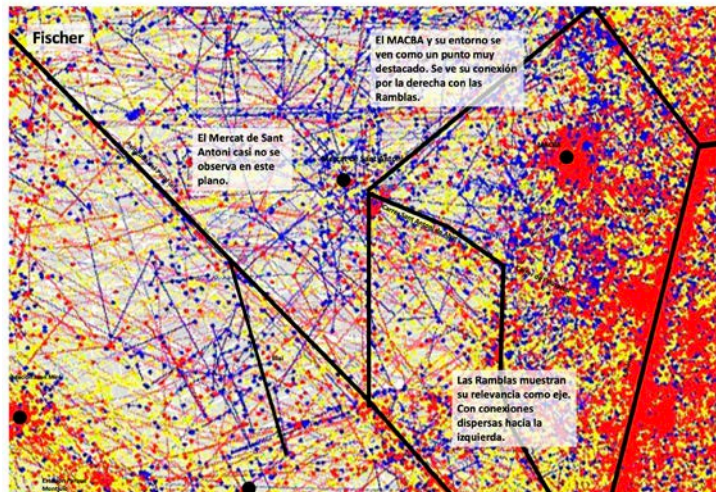 Fischer
El MACBA y su entorno se
ven como un punto muy
destacado. Se ve su conexión
por la derecha con las
Ramblas.
El Mercat de Sant
Antoni casi no se
observa en este
plano.
Las Ramblas muestran
su relevancia como eje.
Con conexiones
dispersas hacia la
izquierda.